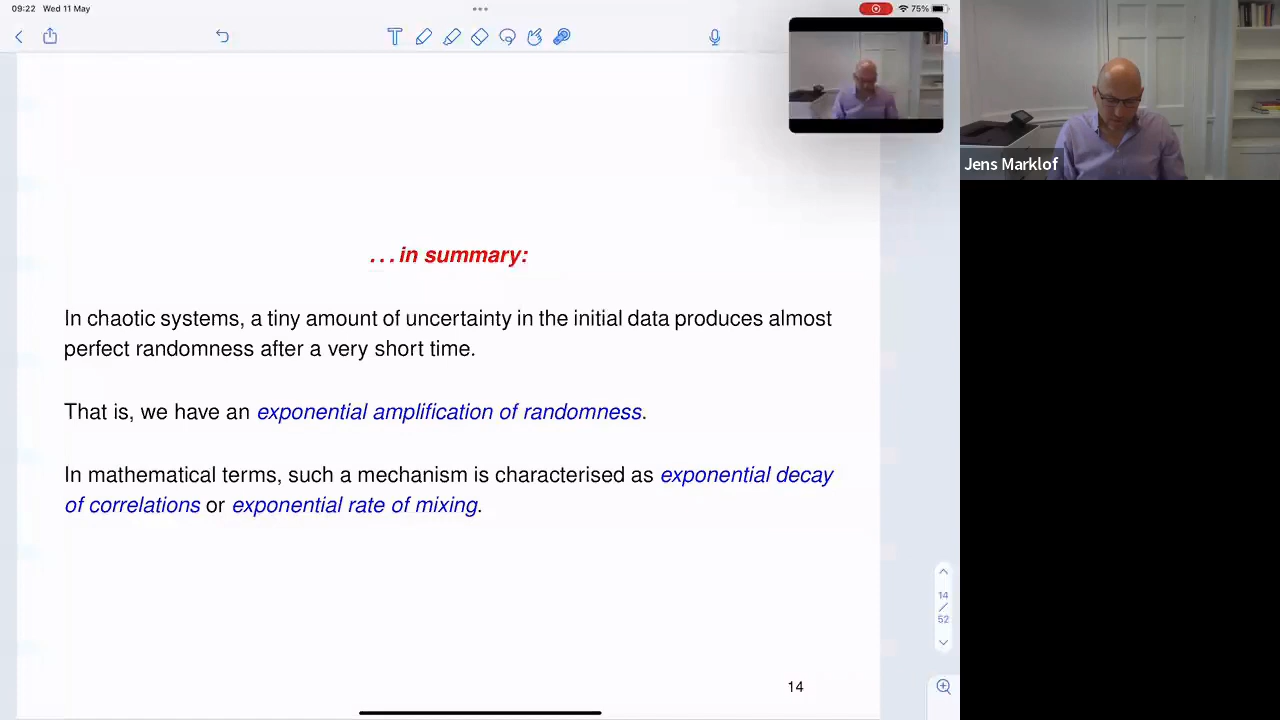 09:22 Wed 11 May
75%
...in summary:
In chaotic systems, a tiny amount of uncertainty in the initial data produces almost
perfect randomness after a very short time.
That is, we have an exponential amplification of randomness.
In mathematical terms, such a mechanism is characterised as exponential decay
of correlations or exponential rate of mixing.
14
/
52
14
Jens Marklof